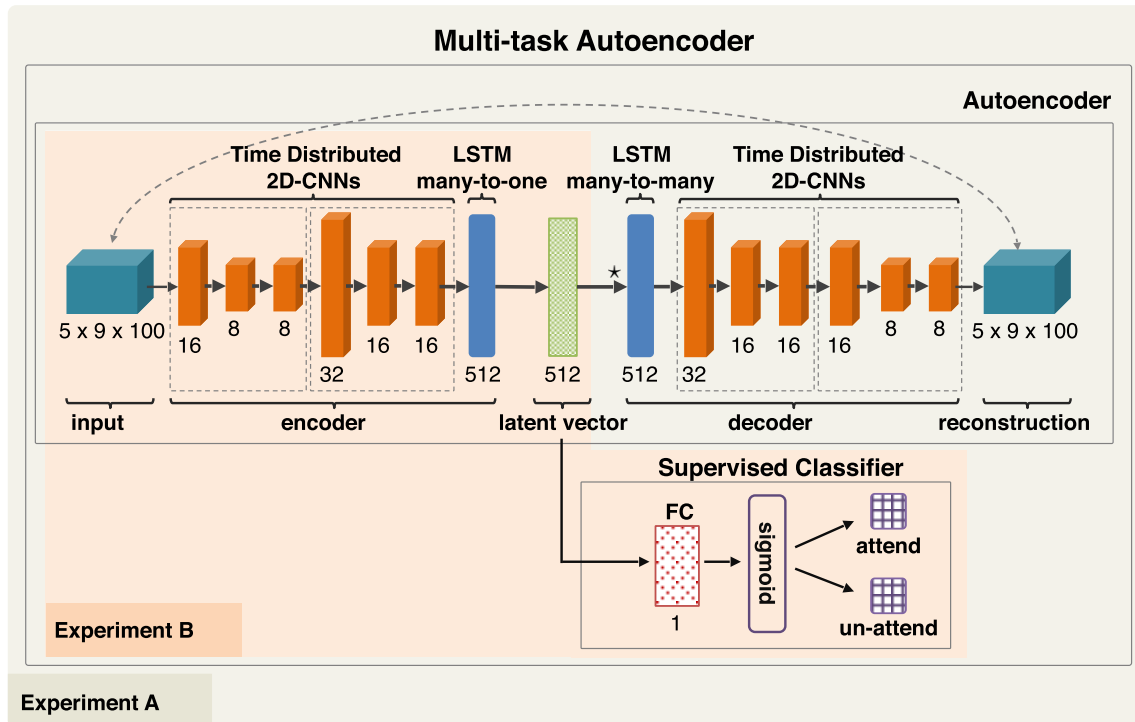 Multi-task Autoencoder
Autoencoder
Time Distributed
2D-CNNs
LSTM
many-to-one
LSTM
many-to-many
Time Distributed
2D-CNNs
★
5 x 9 x 100
16
8
8
32
16
16
512
512
512
32
16
16
16
8
8
5 x 9 x 100
input
encoder
latent vector
decoder
reconstruction
Supervised Classifier
FC
1
sigmoid
attend
un-attend
Experiment B
Experiment A